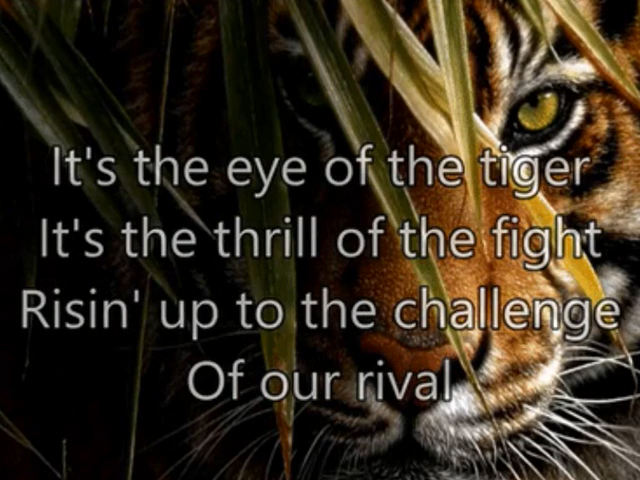 It's the eye of the tiger
It's the thrill of the fight
Risin' up to the challenge
Of our rival